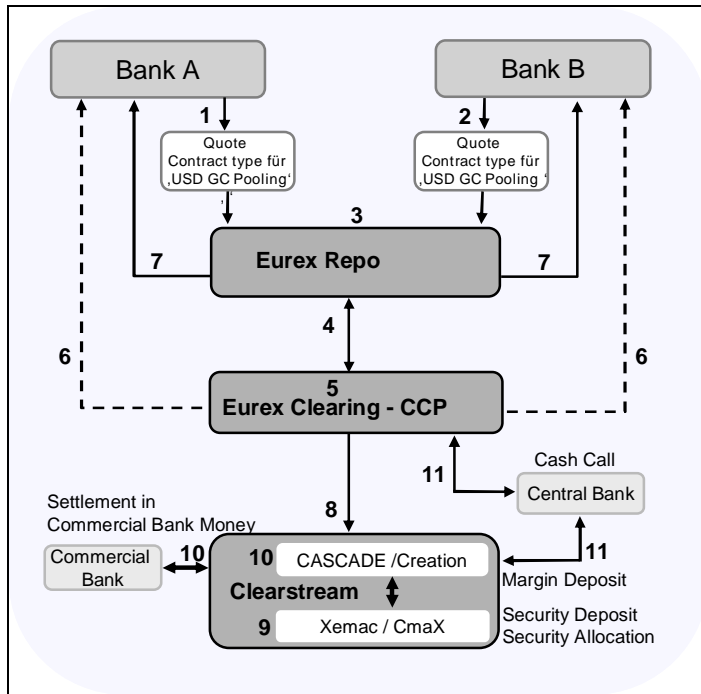 Bank A
Bank B
1
2
Quote
Contract type für
‚USD GC Pooling‘
‚“
Quote
Contract type für
‚USD GC Pooling ‘
3
Eurex Repo
7
7
4
6
6
5
Eurex Clearing - CCP
11
Cash Call
Central Bank
8
Settlement in
Commercial Bank Money
10
Commercial
Bank
10
CASCADE /Creation
11
Margin Deposit
Clearstream
9
Xemac / CmaX
Security Deposit
Security Allocation